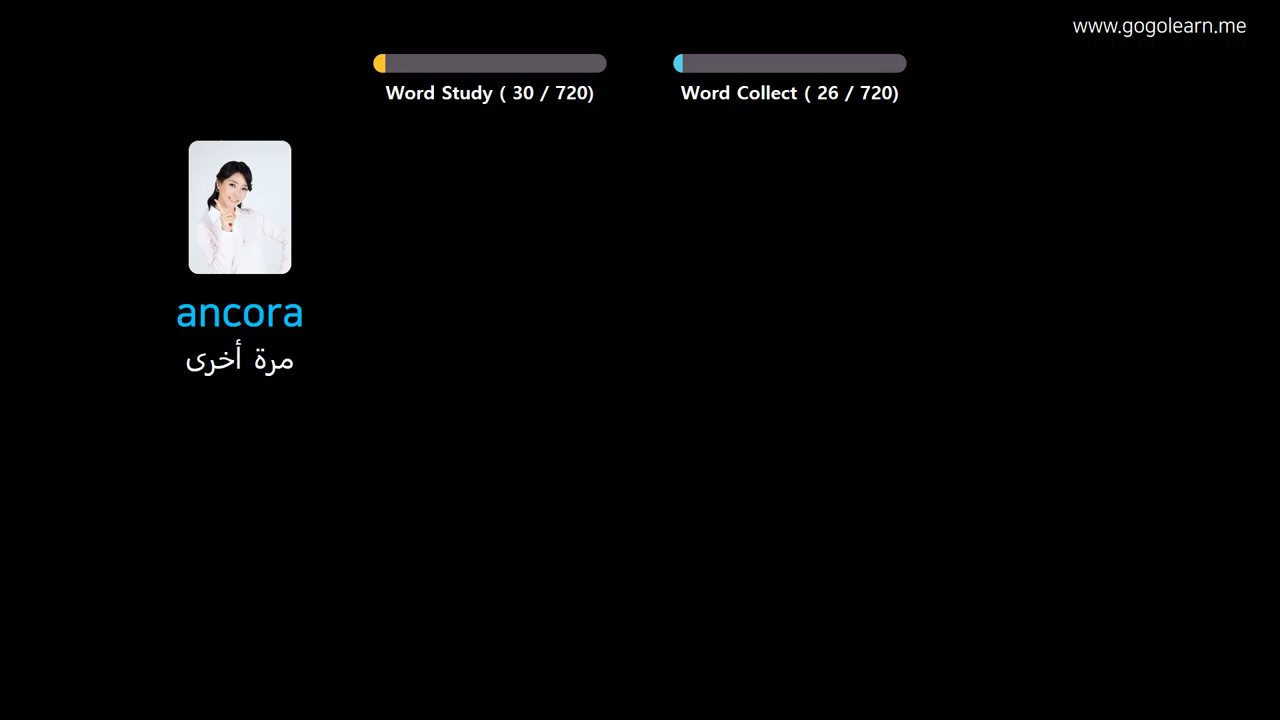 www.gogolearn.me
Word Study ( 30 / 720)
Word Collect ( 26 / 720)
ancora
مرة أخرى